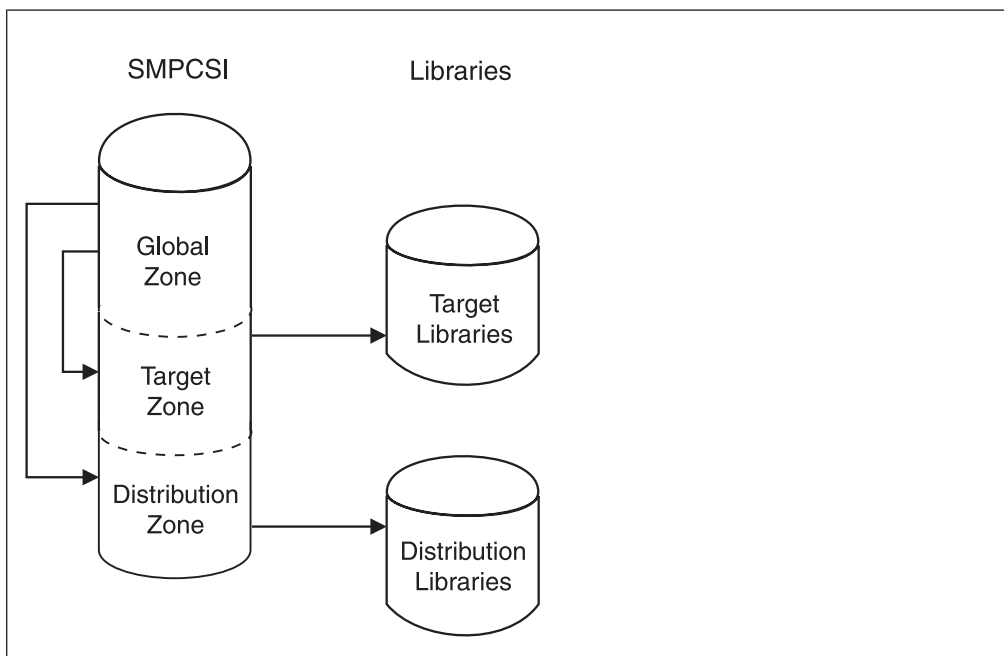 SMPCSI
Libraries
Global
Zone
Target
Zone
Distribution
Zone
Target
Libraries
Distribution
Libraries